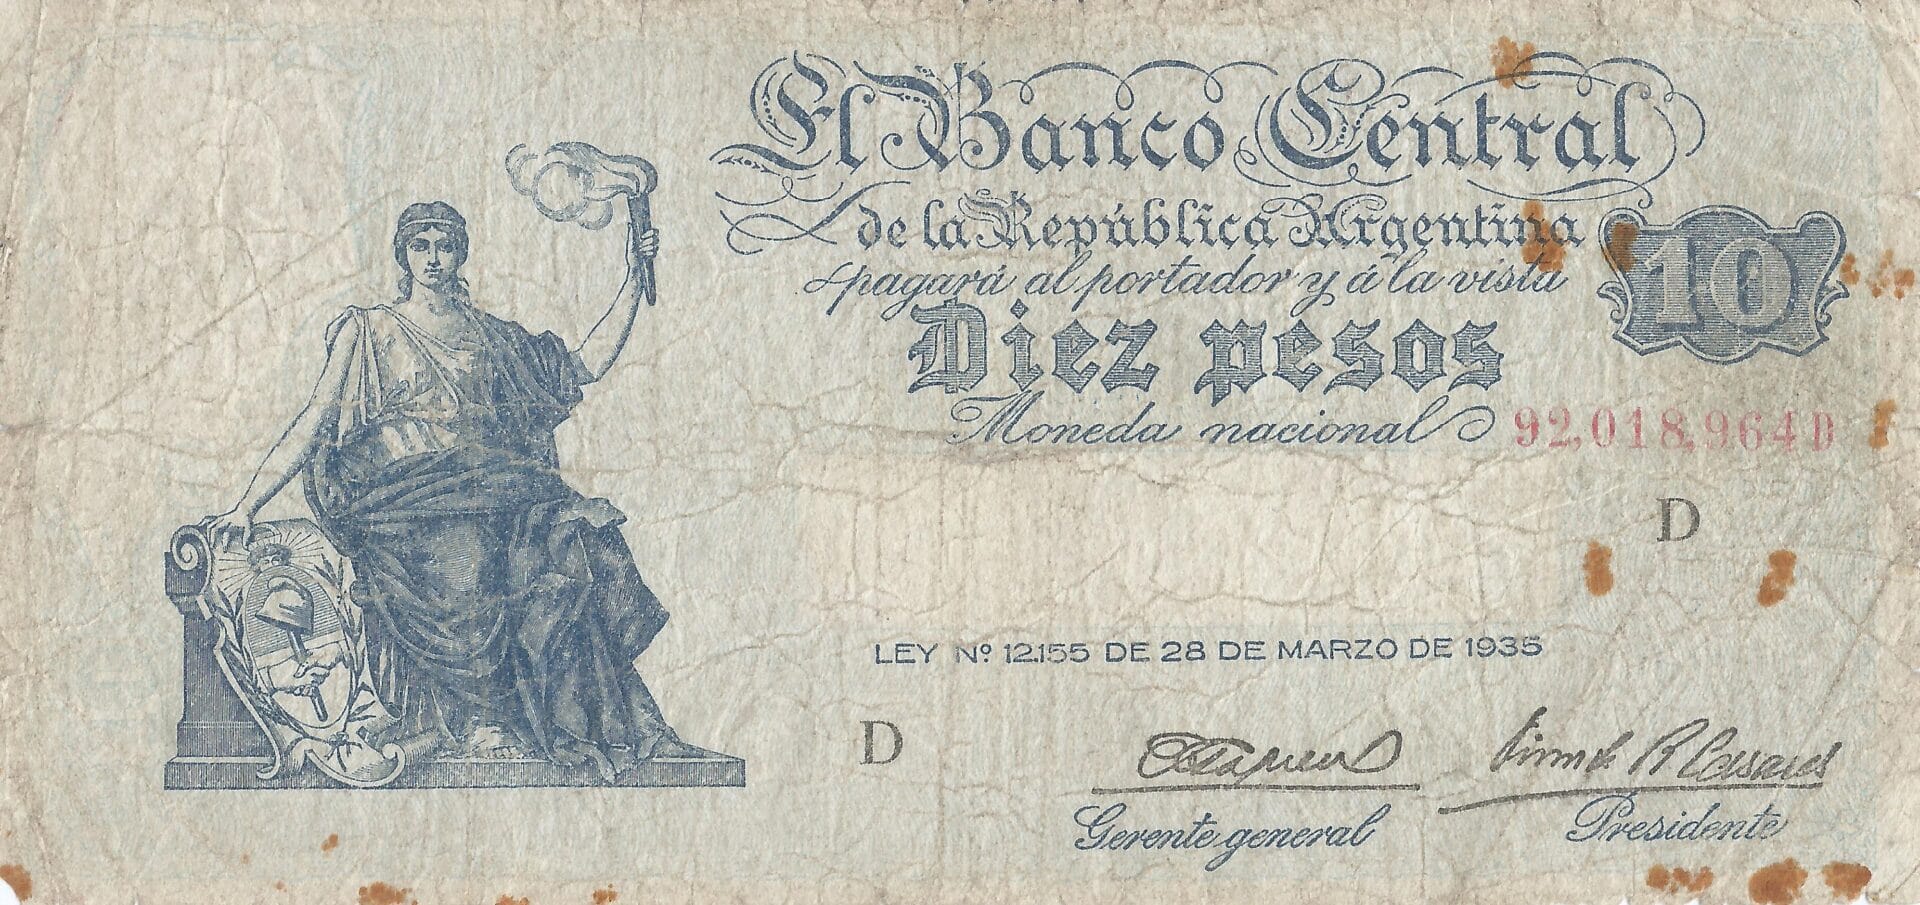 El Banco Central
de la República Argentina
pagará al portador y á la vista
10
Diez pesos
Moneda nacional
92,018,964 D
D
LEY Nº 12.155 DE 28 DE MARZO DE 1935
D
Gerente general
Presidente